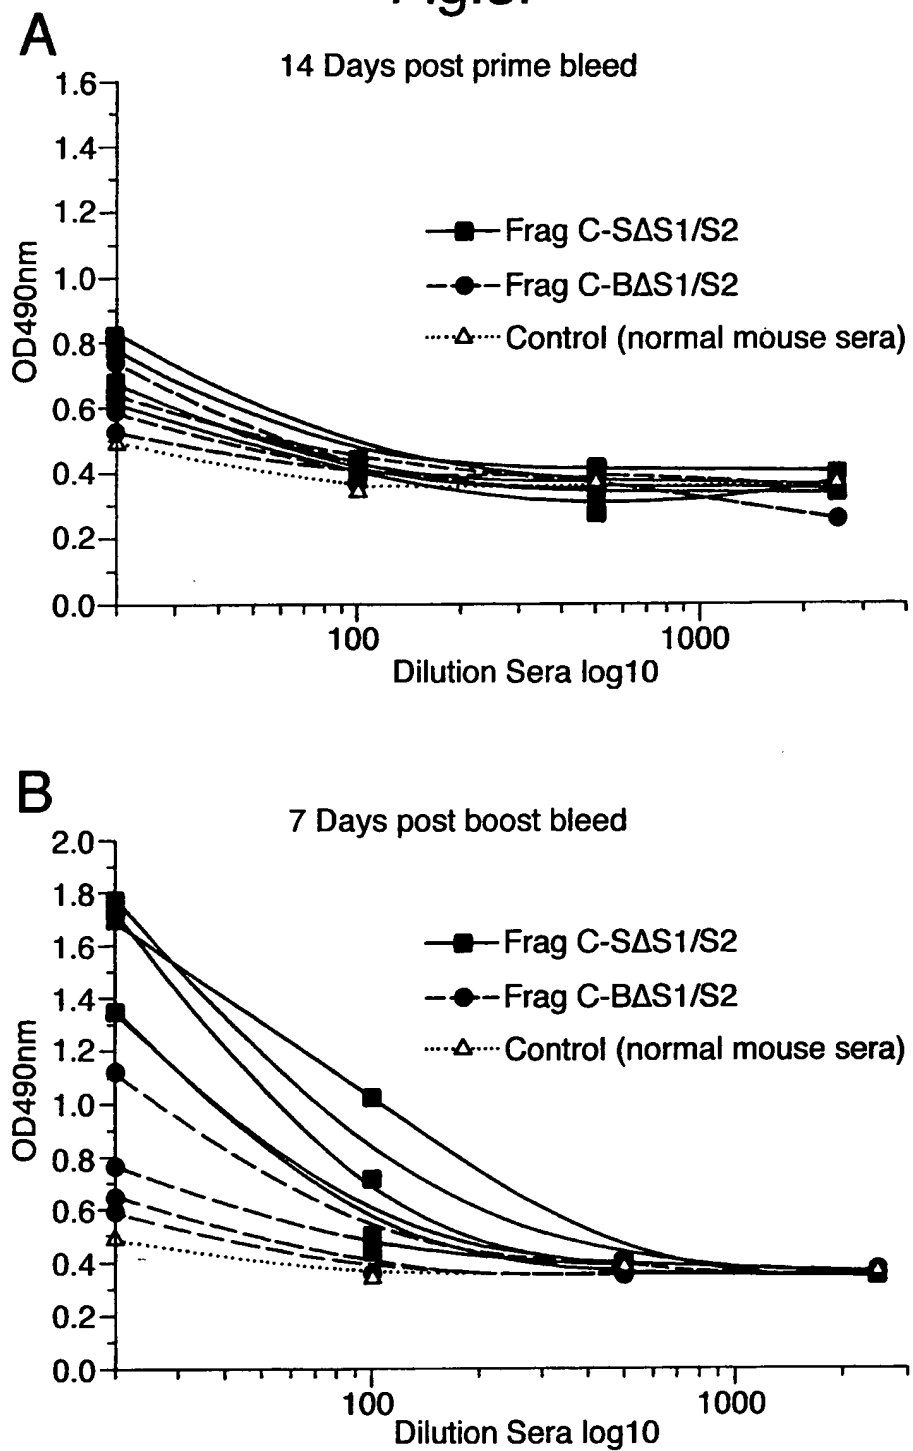 A
14 Days post prime bleed
1.6
1.4
1.2
1.0
0.8
0.6
0.4
0.2
0.0
OD490nm
Frag C-SΔS1/S2
Frag C-BΔS1/S2
Control (normal mouse sera)
100
1000
Dilution Sera log10
B
7 Days post boost bleed
2.0
1.8
1.6
1.4
1.2
1.0
0.8
0.6
0.4
0.2
0.0
OD490nm
Frag C-SΔS1/S2
Frag C-BΔS1/S2
Control (normal mouse sera)
100
1000
Dilution Sera log10